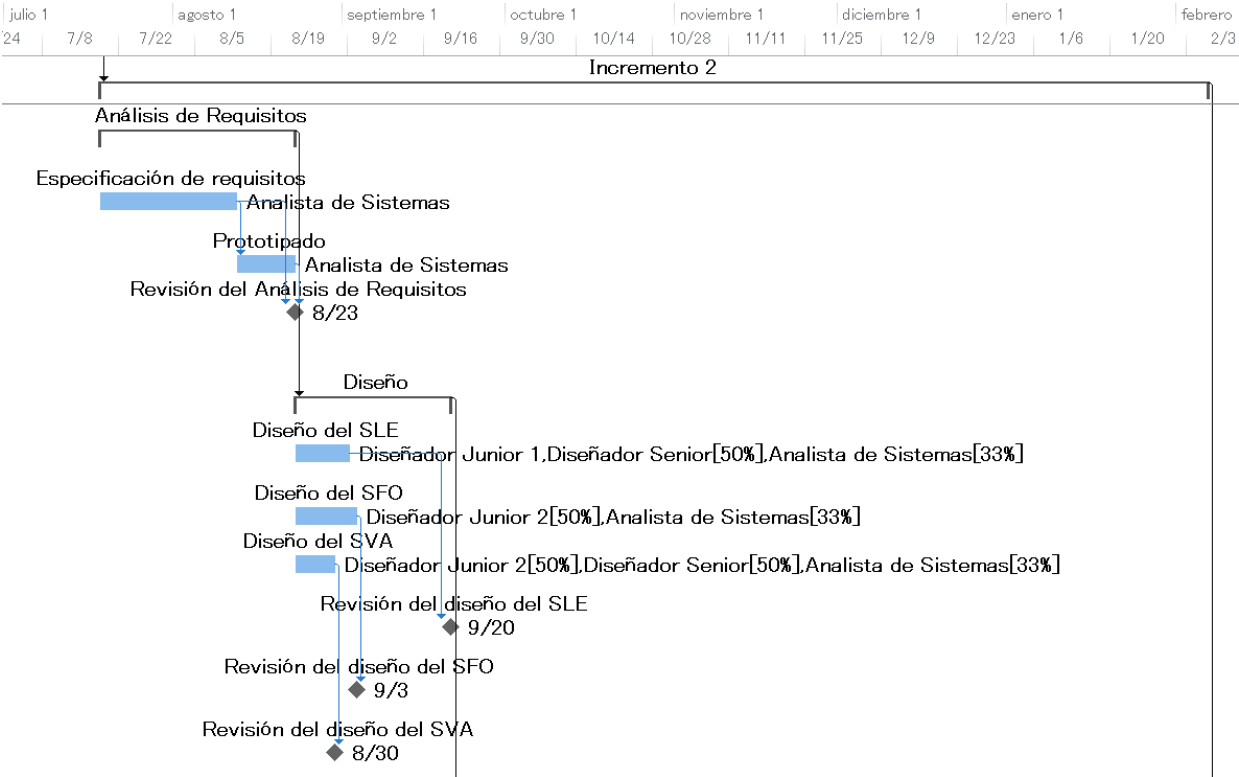 julio 1 agosto 1 septiembre 1 octubre 1 noviembre 1 diciembre 1 enero 1 febrero
24 7/8 7/22 8/5 8/19 9/2 9/16 9/30 10/14 10/28 11/11 11/25 12/9 12/23 1/6 1/20 2/3
Incremento 2
Análisis de Requisitos
Especificación de requisitos
Analista de Sistemas
Prototipado
Analista de Sistemas
Revisión del Análisis de Requisitos
8/23
Diseño
Diseño del SLE
Diseñador Junior 1,Diseñador Senior[50%],Analista de Sistemas[33%]
Diseño del SFO
Diseñador Junior 2[50%],Analista de Sistemas[33%]
Diseño del SVA
Diseñador Junior 2[50%],Diseñador Senior[50%],Analista de Sistemas[33%]
Revisión del diseño del SLE
9/20
Revisión del diseño del SFO
9/3
Revisión del diseño del SVA
8/30